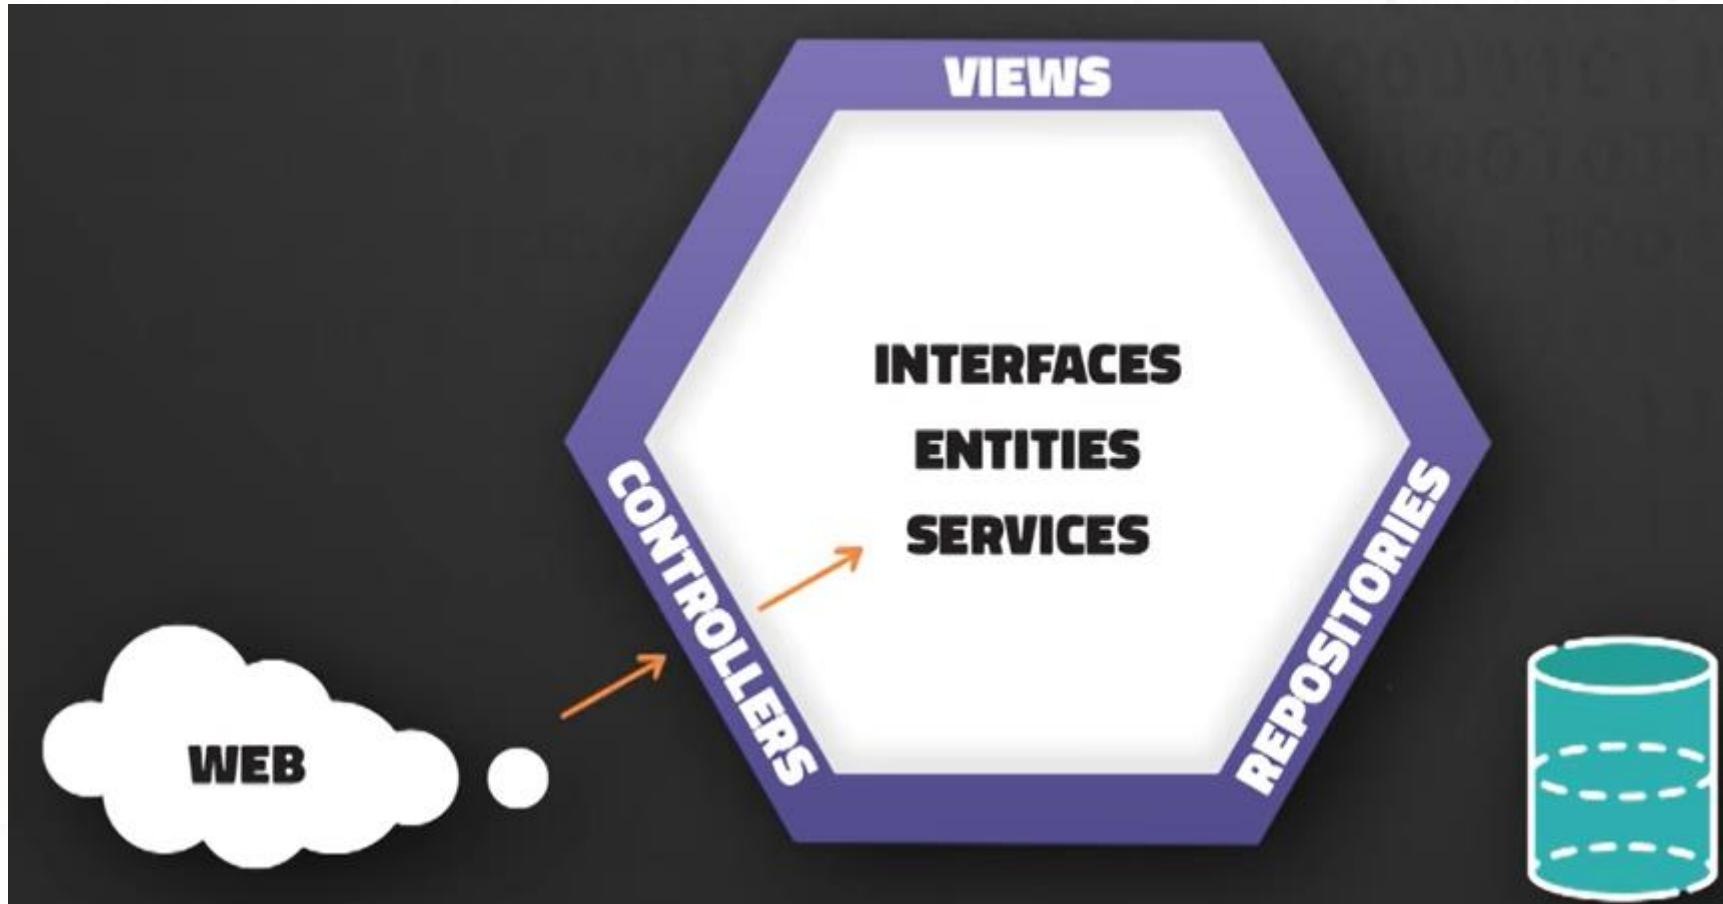 VIEWS
INTERFACES
ENTITIES
SERVICES
CONTROLLERS
REPOSITORIES
WEB